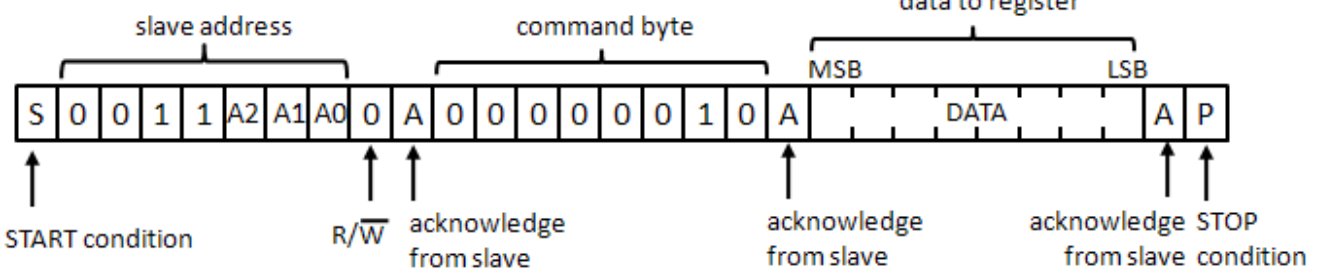 data to register
slave address
command byte
MSB
LSB
S 0 0 1 1 A2 A1 A0 0 A 0 0 0 0 0 0 1 0 A DATA A P
START condition
R/W̅
acknowledge
from slave
acknowledge
from slave
acknowledge
from slave
STOP
condition